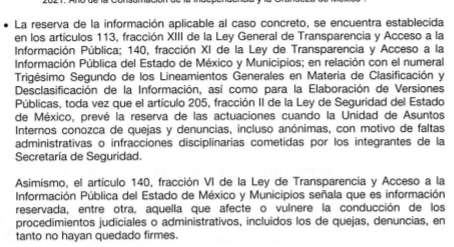 2021. Año de la Consumación de la Independencia y la Grandeza de México".
• La reserva de la información aplicable al caso concreto, se encuentra establecida
en los artículos 113, fracción XIII de la Ley General de Transparencia y Acceso a la
Información Pública; 140, fracción XI de la Ley de Transparencia y Acceso a la
Información Pública del Estado de México y Municipios; en relación con el numeral
Trigésimo Segundo de los Lineamientos Generales en Materia de Clasificación y
Desclasificación de la Información, así como para la Elaboración de Versiones
Públicas, toda vez que el artículo 205, fracción II de la Ley de Seguridad del Estado
de México, prevé la reserva de las actuaciones cuando la Unidad de Asuntos
Internos conozca de quejas y denuncias, incluso anónimas, con motivo de faltas
administrativas o infracciones disciplinarias cometidas por los integrantes de la
Secretaría de Seguridad.
Asimismo, el artículo 140, fracción VI de la Ley de Transparencia y Acceso a la
Información Pública del Estado de México y Municipios señala que es información
reservada, entre otra, aquella que afecte o vulnere la conducción de los
procedimientos judiciales o administrativos, incluidos los de quejas, denuncias, en
tanto no hayan quedado firmes.